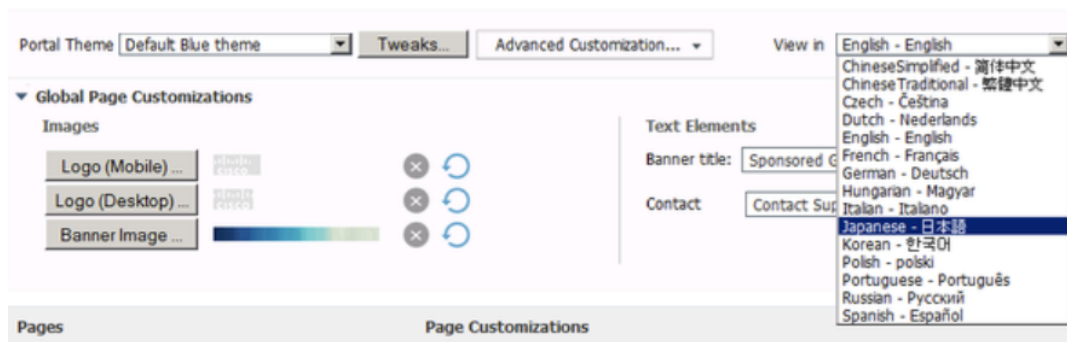 Portal Theme Default Blue theme Tweaks... Advanced Customization... View in English - English
ChineseSimplified - 简体中文
ChineseTraditional - 繁體中文
Czech - Čeština
Dutch - Nederlands
English - English
French - Français
German - Deutsch
Hungarian - Magyar
Italian - Italiano
Japanese - 日本語
Korean - 한국어
Polish - polski
Portuguese - Português
Russian - Русский
Spanish - Español
Global Page Customizations
Images
Logo (Mobile) ...
Logo (Desktop) ...
Banner Image ...
Text Elements
Banner title: Sponsored G
Contact Contact Sup
Pages Page Customizations